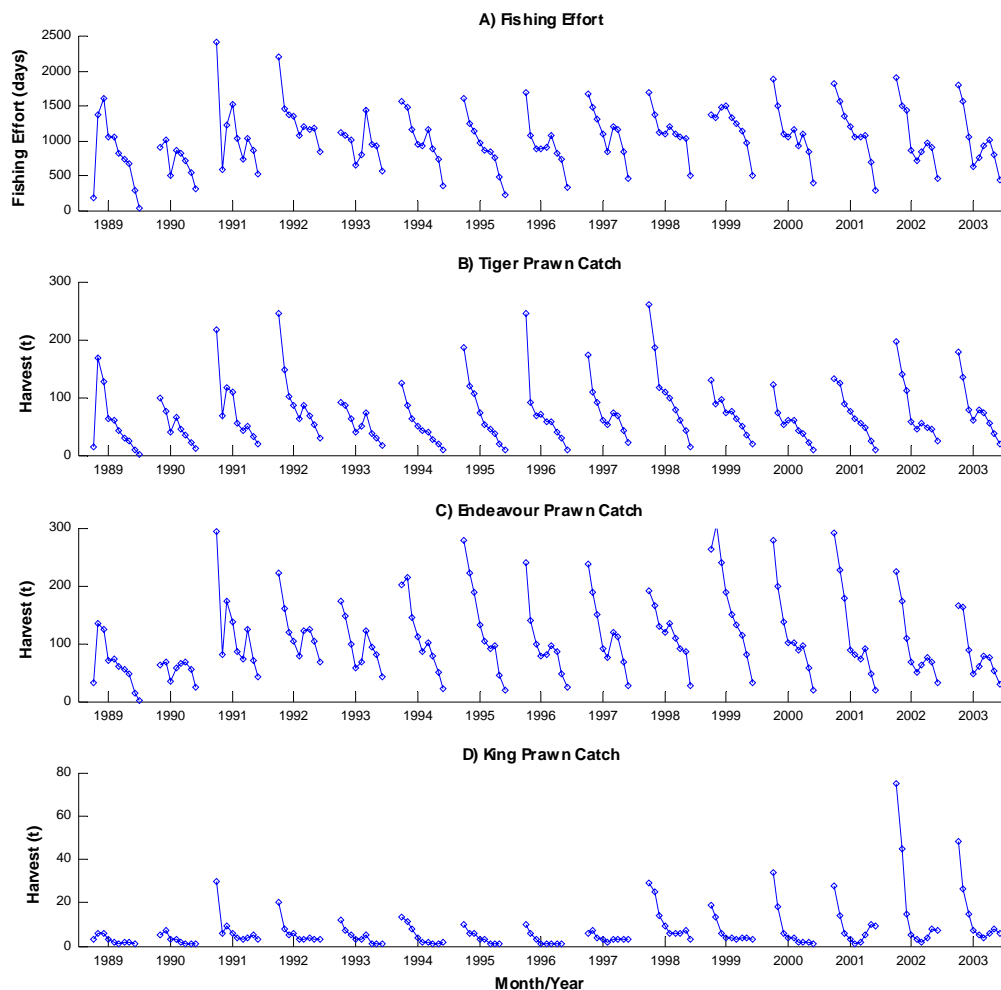 A) Fishing Effort
Fishing Effort (days)
2500
2000
1500
1000
500
0
1989 1990 1991 1992 1993 1994 1995 1996 1997 1998 1999 2000 2001 2002 2003
B) Tiger Prawn Catch
Harvest (t)
300
200
100
0
1989 1990 1991 1992 1993 1994 1995 1996 1997 1998 1999 2000 2001 2002 2003
C) Endeavour Prawn Catch
Harvest (t)
300
200
100
0
1989 1990 1991 1992 1993 1994 1995 1996 1997 1998 1999 2000 2001 2002 2003
D) King Prawn Catch
Harvest (t)
80
60
40
20
0
1989 1990 1991 1992 1993 1994 1995 1996 1997 1998 1999 2000 2001 2002 2003
Month/Year